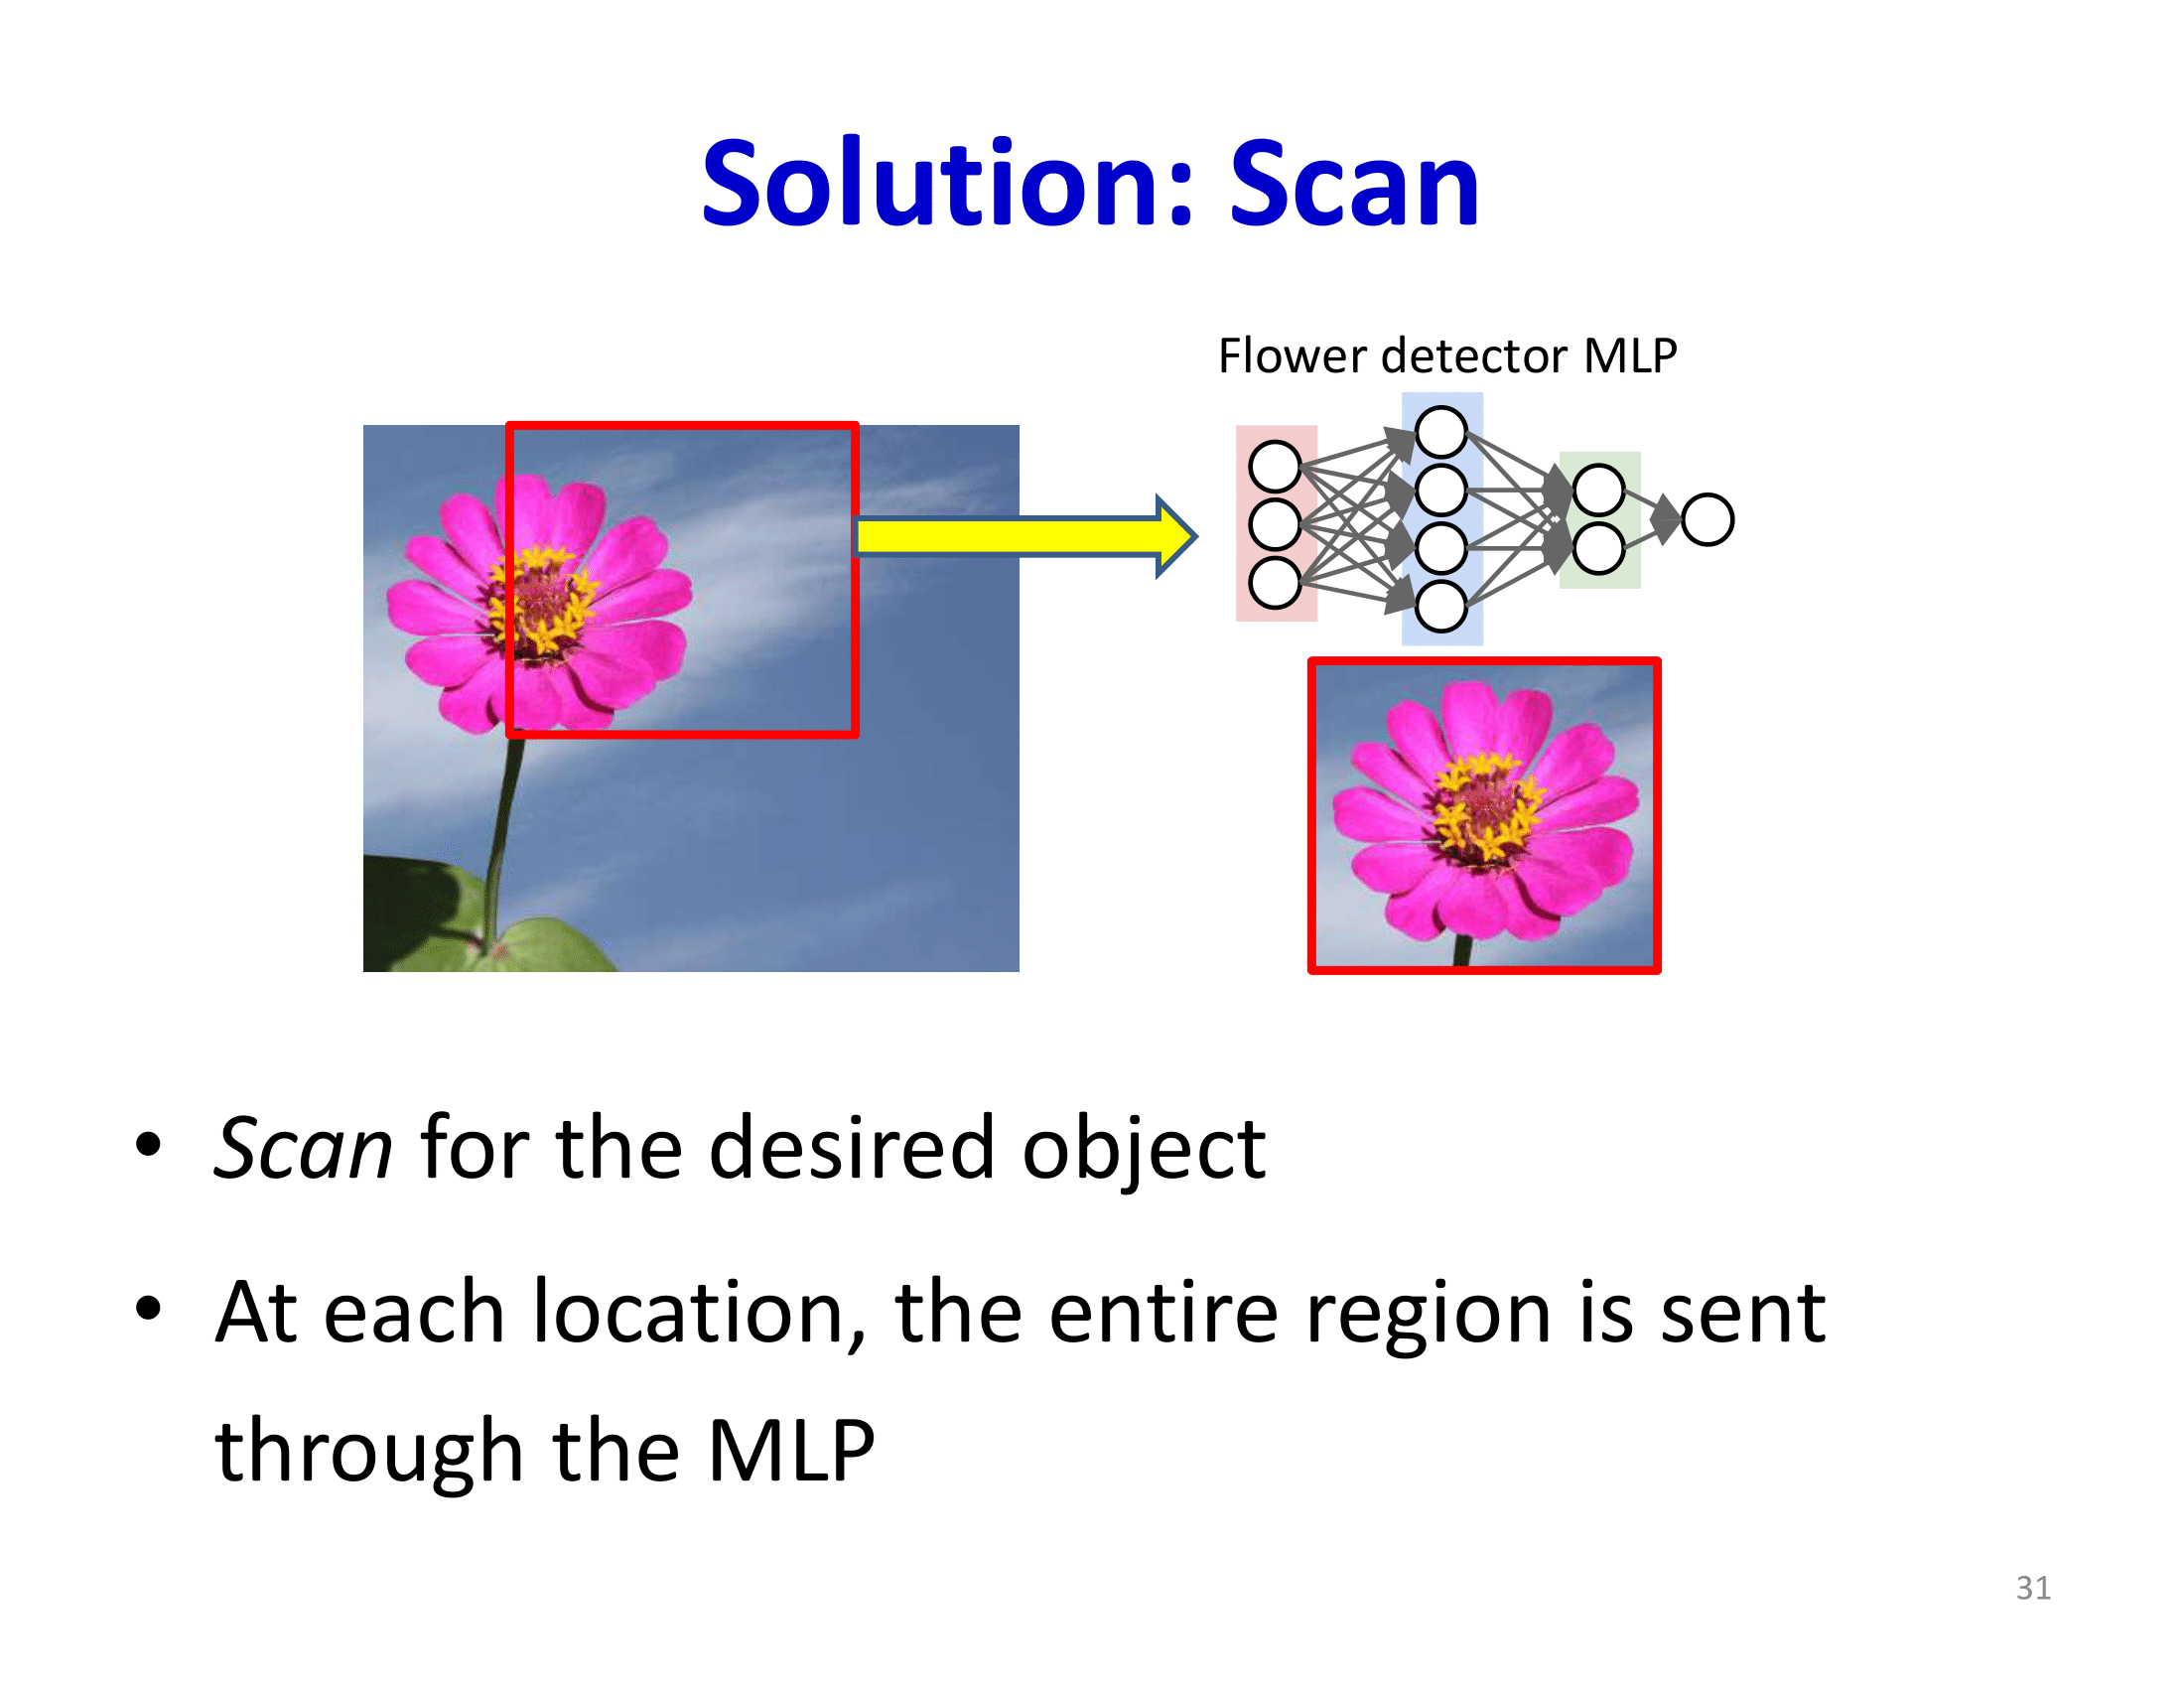 Solution: Scan
Flower detector MLP
• Scan for the desired object
• At each location, the entire region is sent
through the MLP
31